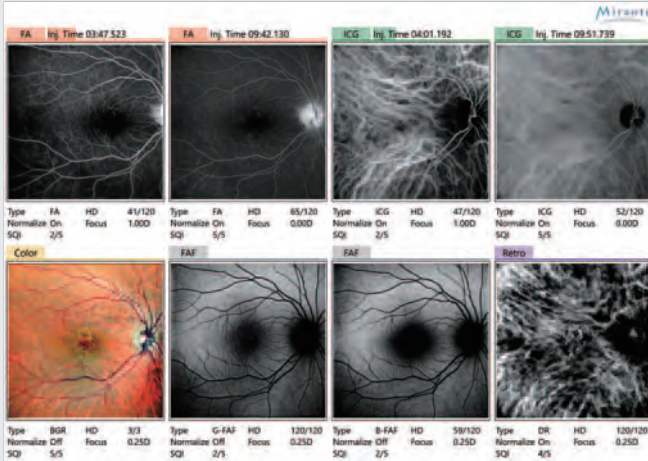 Mirante
FA Inj. Time 03:47.523
FA Inj. Time 09:42.130
ICG Inj. Time 04:01.192
ICG Inj. Time 09:51.739
Type FA HD 41/120
Normalize On Focus 1.00D
SQI 2/5
Type FA HD 65/120
Normalize On Focus 0.00D
SQI 5/5
Type ICG HD 47/120
Normalize On Focus 1.00D
SQI 2/5
Type ICG HD 52/120
Normalize On Focus 0.00D
SQI 5/5
Color
FAF
FAF
Retro
Type BGR HD 3/3
Normalize Off Focus 0.25D
SQI 5/5
Type G-FAF HD 120/120
Normalize Off Focus 0.25D
SQI 2/5
Type B-FAF HD 59/120
Normalize Off Focus 0.25D
SQI 2/5
Type DR HD 120/120
Normalize On Focus 0.25D
SQI 4/5